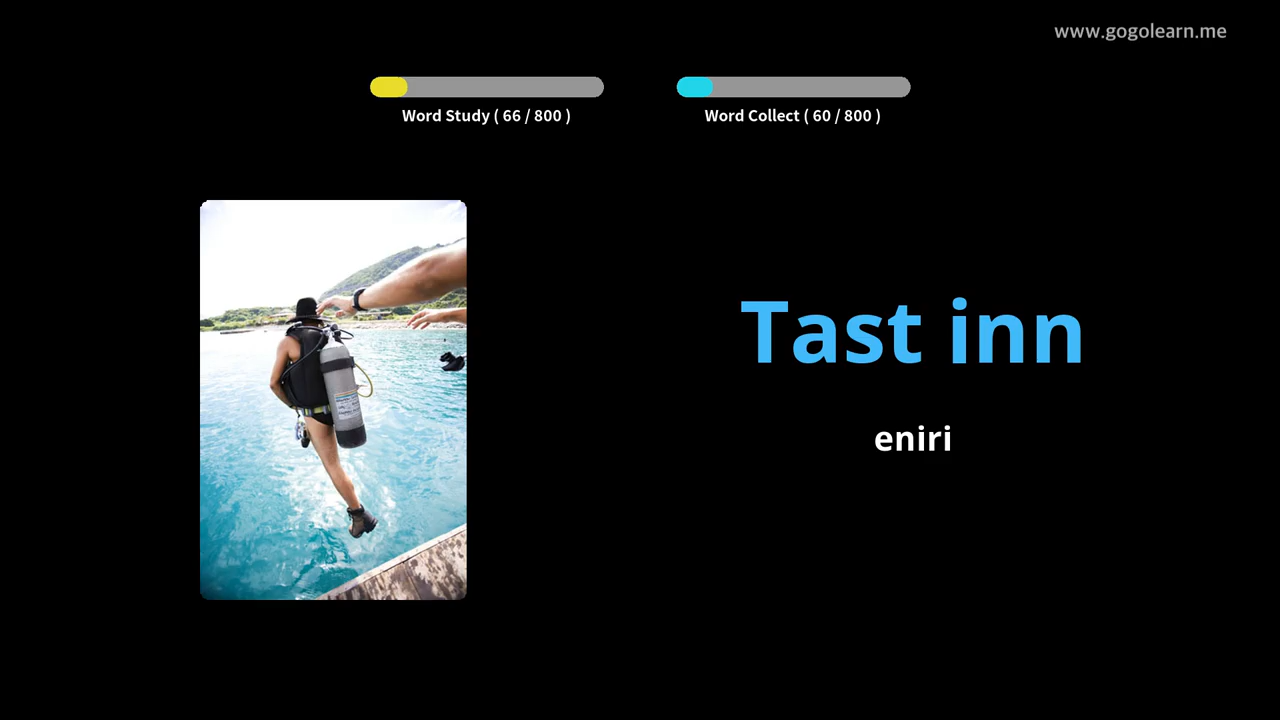 www.gogolearn.me
Word Study ( 66 / 800 )
Word Collect ( 60 / 800 )
Tast inn
eniri